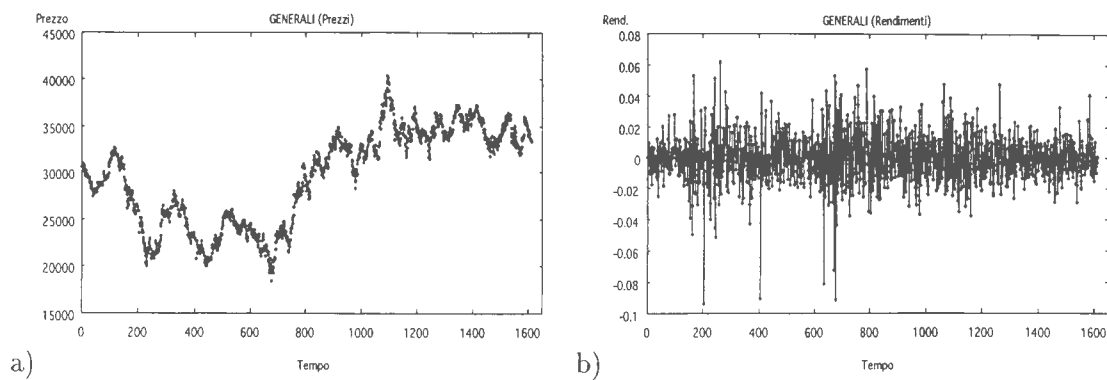 Prezzo GENERALI (Prezzi)
45000
40000
35000
30000
25000
20000
15000
0 200 400 600 800 1000 1200 1400 1600
Tempo
a)
Rend. GENERALI (Rendimenti)
0.08
0.06
0.04
0.02
0
-0.02
-0.04
-0.06
-0.08
-0.1
0 200 400 600 800 1000 1200 1400 1600
Tempo
b)